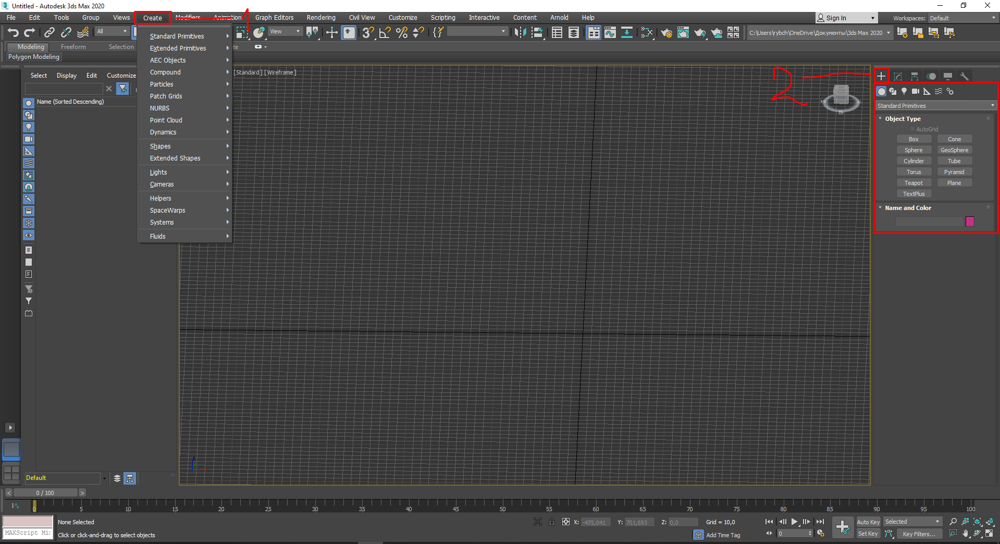 Untitled - Autodesk 3ds Max 2020
File Edit Tools Group Views Create Modifiers Animation Graph Editors Rendering Civil View Customize Scripting Interactive Content Arnold Help
Sign In
Workspaces: Default
All
View
C:\Users\rybch\OneDrive\Документы\3ds Max 2020
Modeling Freeform Selection
Polygon Modeling
Select Display Edit Customize
Name (Sorted Descending)
Standard Primitives
Extended Primitives
AEC Objects
Compound
Particles
Patch Grids
NURBS
Point Cloud
Dynamics
Shapes
Extended Shapes
Lights
Cameras
Helpers
SpaceWarps
Systems
Fluids
1
[Standard ] [Wireframe ]
2
FRONT
S
Standard Primitives
Object Type
AutoGrid
Box Cone
Sphere GeoSphere
Cylinder Tube
Torus Pyramid
Teapot Plane
TextPlus
Name and Color
z
Default
< 0 / 100 >
0 5 10 15 20 25 30 35 40 45 50 55 60 65 70 75 80 85 90 95 100
None Selected
X: -475,041 Y: 701,693 Z: 0,0 Grid = 10,0
Auto Key Selected
MAXScript Mi
Click or click-and-drag to select objects
Add Time Tag
0
Set Key Key Filters...